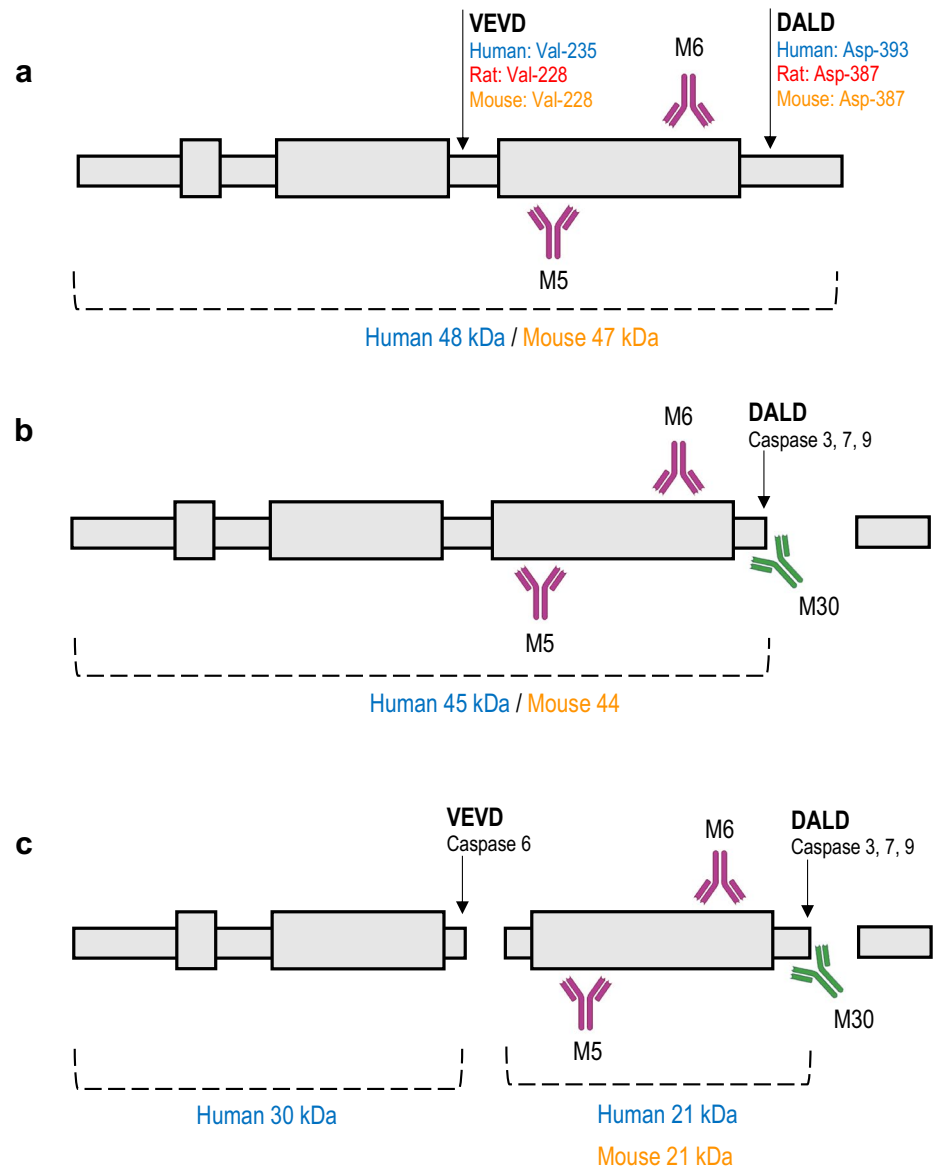 a
VEVD
Human: Val-235
Rat: Val-228
Mouse: Val-228
M6
DALD
Human: Asp-393
Rat: Asp-387
Mouse: Asp-387
M5
Human 48 kDa / Mouse 47 kDa
b
M6
DALD
Caspase 3, 7, 9
M5
M30
Human 45 kDa / Mouse 44
c
VEVD
Caspase 6
M6
DALD
Caspase 3, 7, 9
M5
M30
Human 30 kDa
Human 21 kDa
Mouse 21 kDa